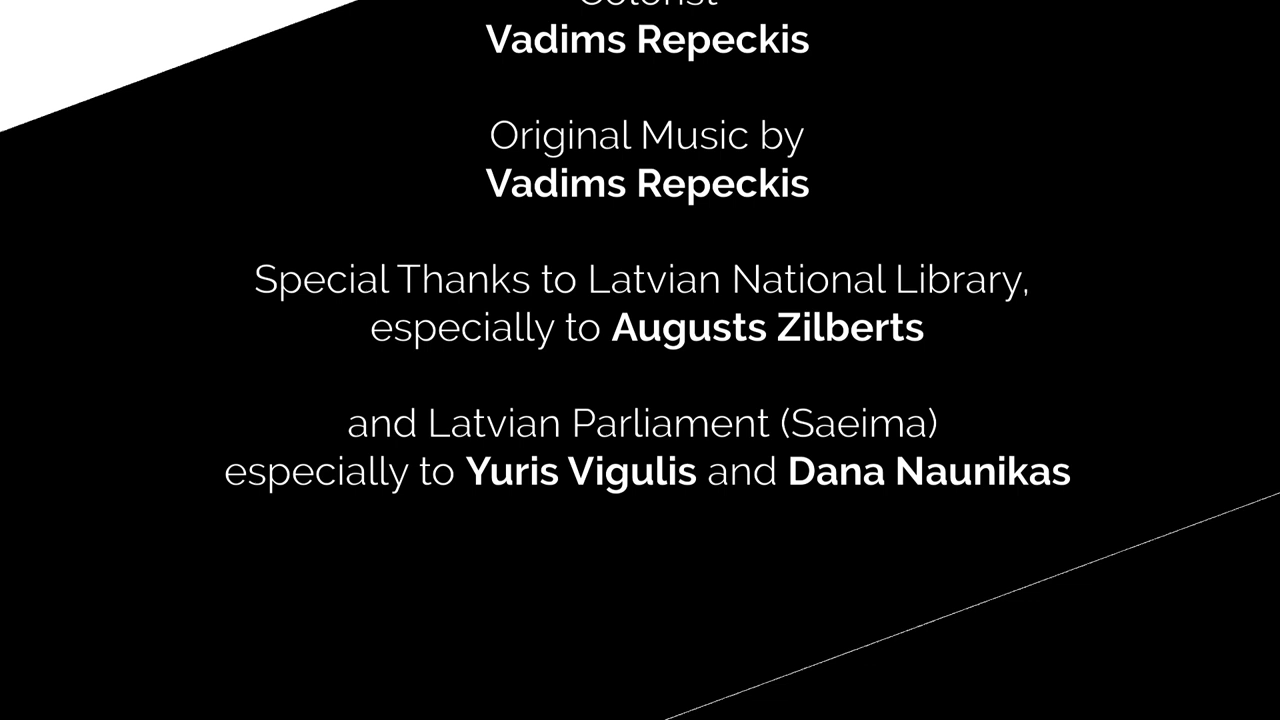 Colorist
Vadims Repeckis
Original Music by
Vadims Repeckis
Special Thanks to Latvian National Library,
especially to Augusts Zilberts
and Latvian Parliament (Saeima)
especially to Yuris Vigulis and Dana Naunikas